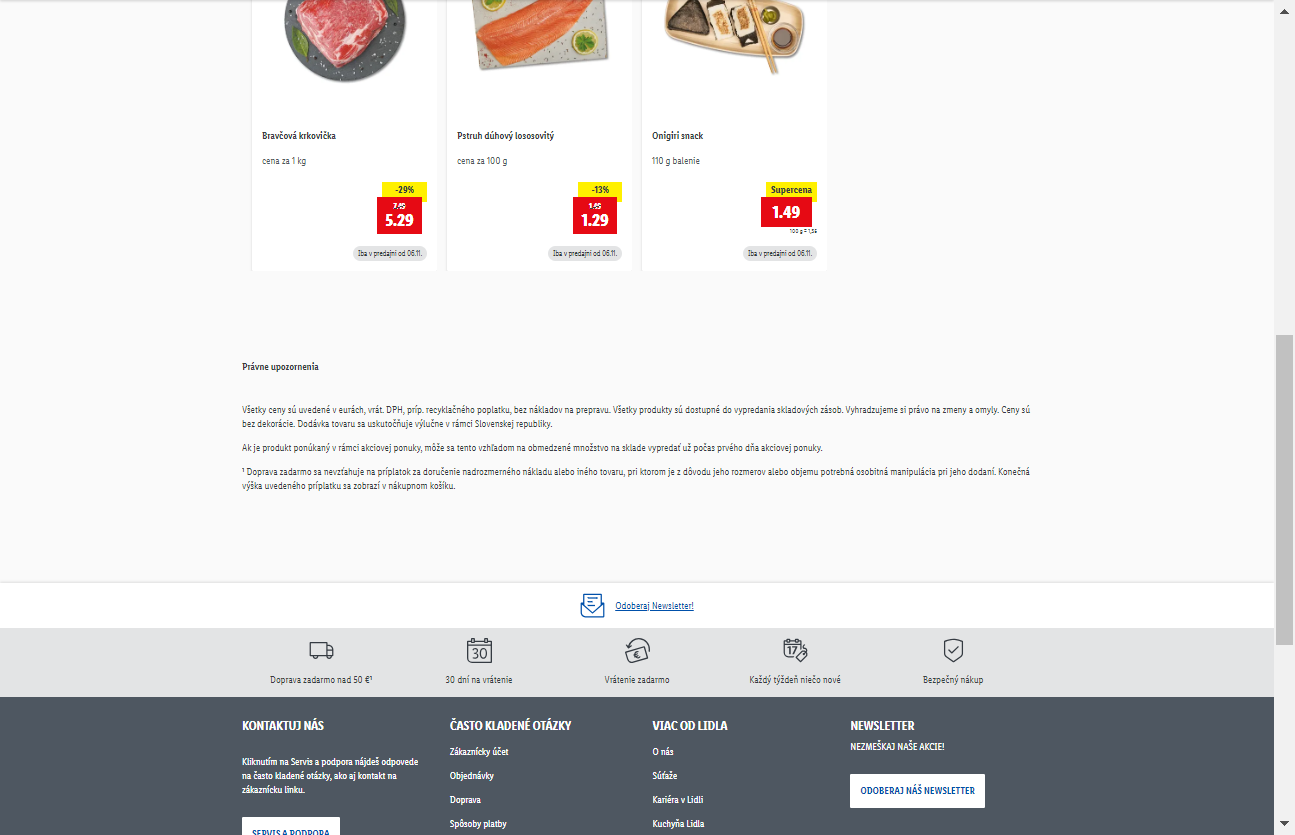 Bravčová krkovička
cena za 1 kg
-29%
7.49
5.29
Iba v predajni od 06.11.
Pstruh dúhový lososovitý
cena za 100 g
-13%
1.49
1.29
Iba v predajni od 06.11.
Onigiri snack
110 g balenie
Supercena
1.49
Iba v predajni od 06.11.
Právne upozornenia
Všetky ceny sú uvedené v eurách, vrát. DPH, príp. recyklačného poplatku, bez nákladov na prepravu. Všetky produkty sú dostupné do vypredania skladových zásob. Vyhradzujeme si právo na zmeny a omyly. Ceny sú
bez dekorácie. Dodávka tovaru sa uskutočňuje výlučne v rámci Slovenskej republiky.
Ak je produkt ponúkaný v rámci akciovej ponuky, môže sa tento vzhľadom na obmedzené množstvo na sklade vypredať už počas prvého dňa akciovej ponuky.
¹ Doprava zadarmo sa nevzťahuje na príplatok za doručenie nadrozmerného nákladu alebo iného tovaru, pri ktorom je z dôvodu jeho rozmerov alebo objemu potrebná osobitná manipulácia pri jeho dodaní. Konečná
výška uvedeného príplatku sa zobrazí v nákupnom košíku.
Odoberaj Newsletter!
30
17
Doprava zadarmo nad 50 €¹
30 dní na vrátenie
Vrátenie zadarmo
Každý týždeň niečo nové
Bezpečný nákup
KONTAKTUJ NÁS
Kliknutím na Servis a podpora nájdeš odpovede
na často kladené otázky, ako aj kontakt na
zákaznícku linku.
SERVIS A PODPORA
ČASTO KLADENÉ OTÁZKY
Zákaznícky účet
Objednávky
Doprava
Spôsoby platby
VIAC OD LIDLA
O nás
Súťaže
Kariéra v Lidli
Kuchyňa Lidla
NEWSLETTER
NEZMEŠKAJ NAŠE AKCIE!
ODOBERAJ NÁŠ NEWSLETTER